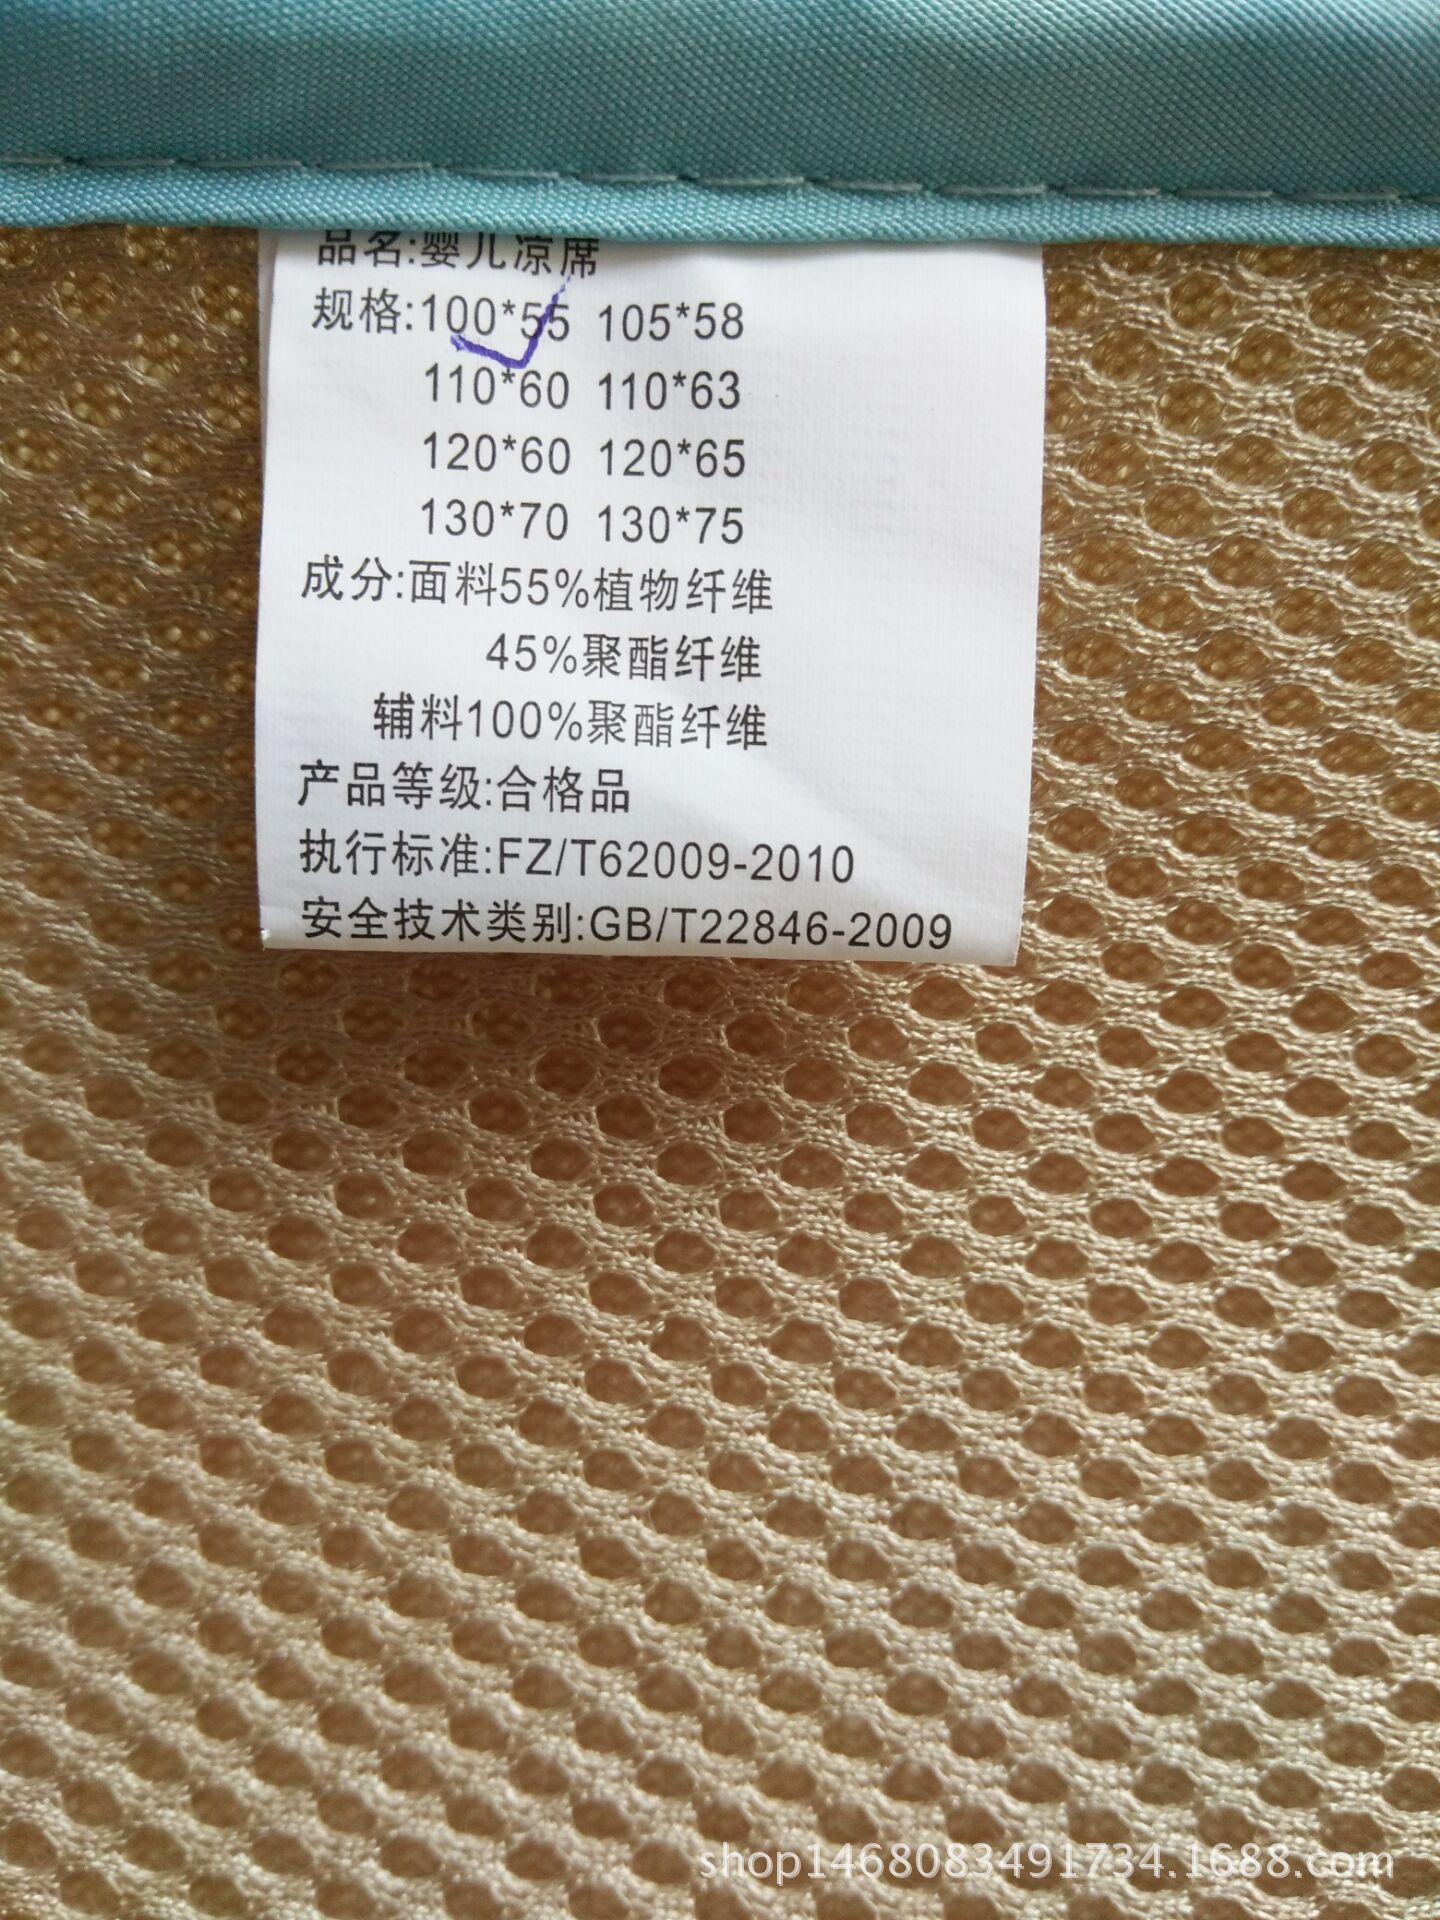 品名:婴儿凉席
规格:100*55 105*58
110*60 110*63
120*60 120*65
130*70 130*75
成分:面料55%植物纤维
45%聚酯纤维
辅料100%聚酯纤维
产品等级:合格品
执行标准:FZ/T62009-2010
安全技术类别:GB/T22846-2009
shop1468083491734.1688.com